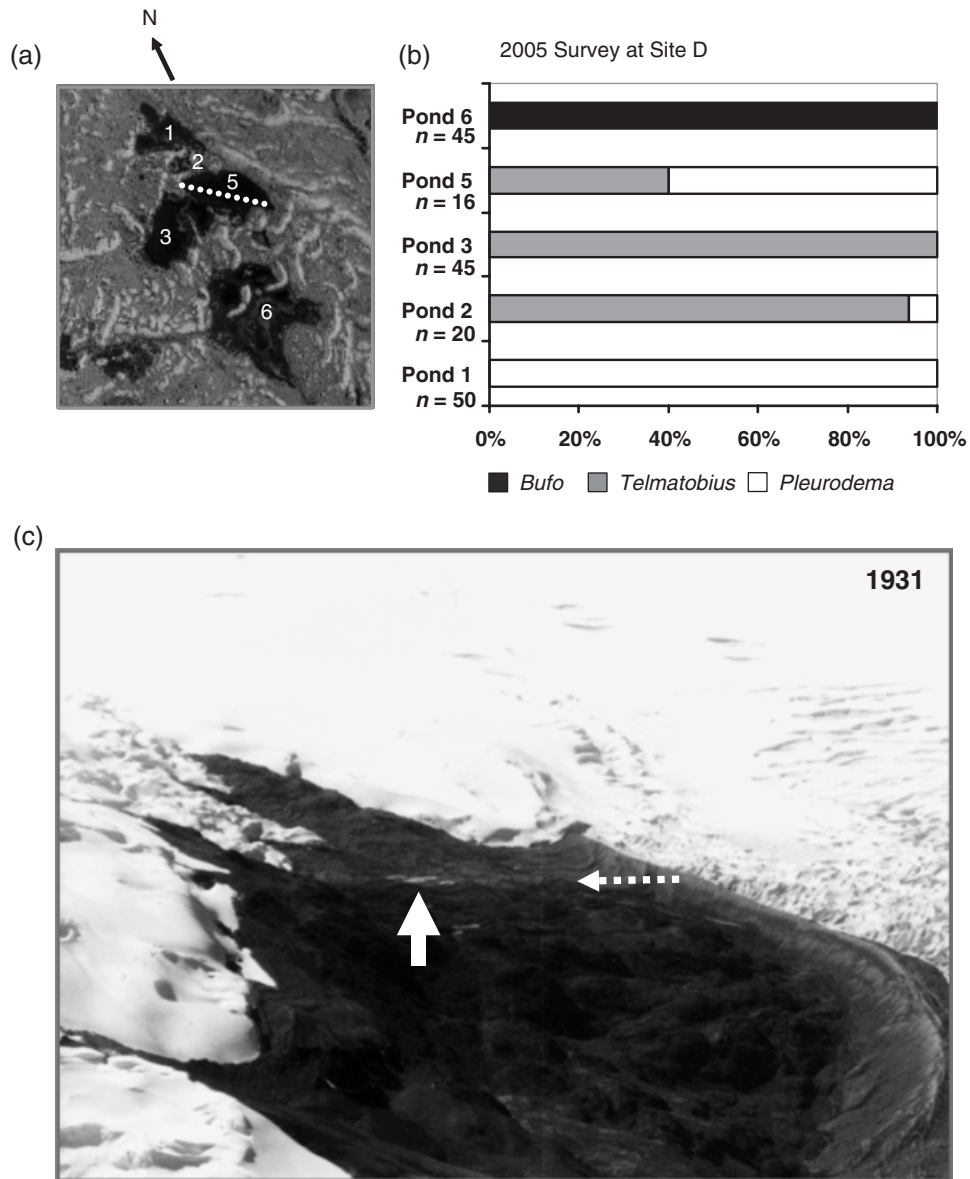 N
(a)
1
2
5
3
6
(b)
2005 Survey at Site D
Pond 6
n = 45
Pond 5
n = 16
Pond 3
n = 45
Pond 2
n = 20
Pond 1
n = 50
0% 20% 40% 60% 80% 100%
Bufo Telmatobius Pleurodema
(c)
1931